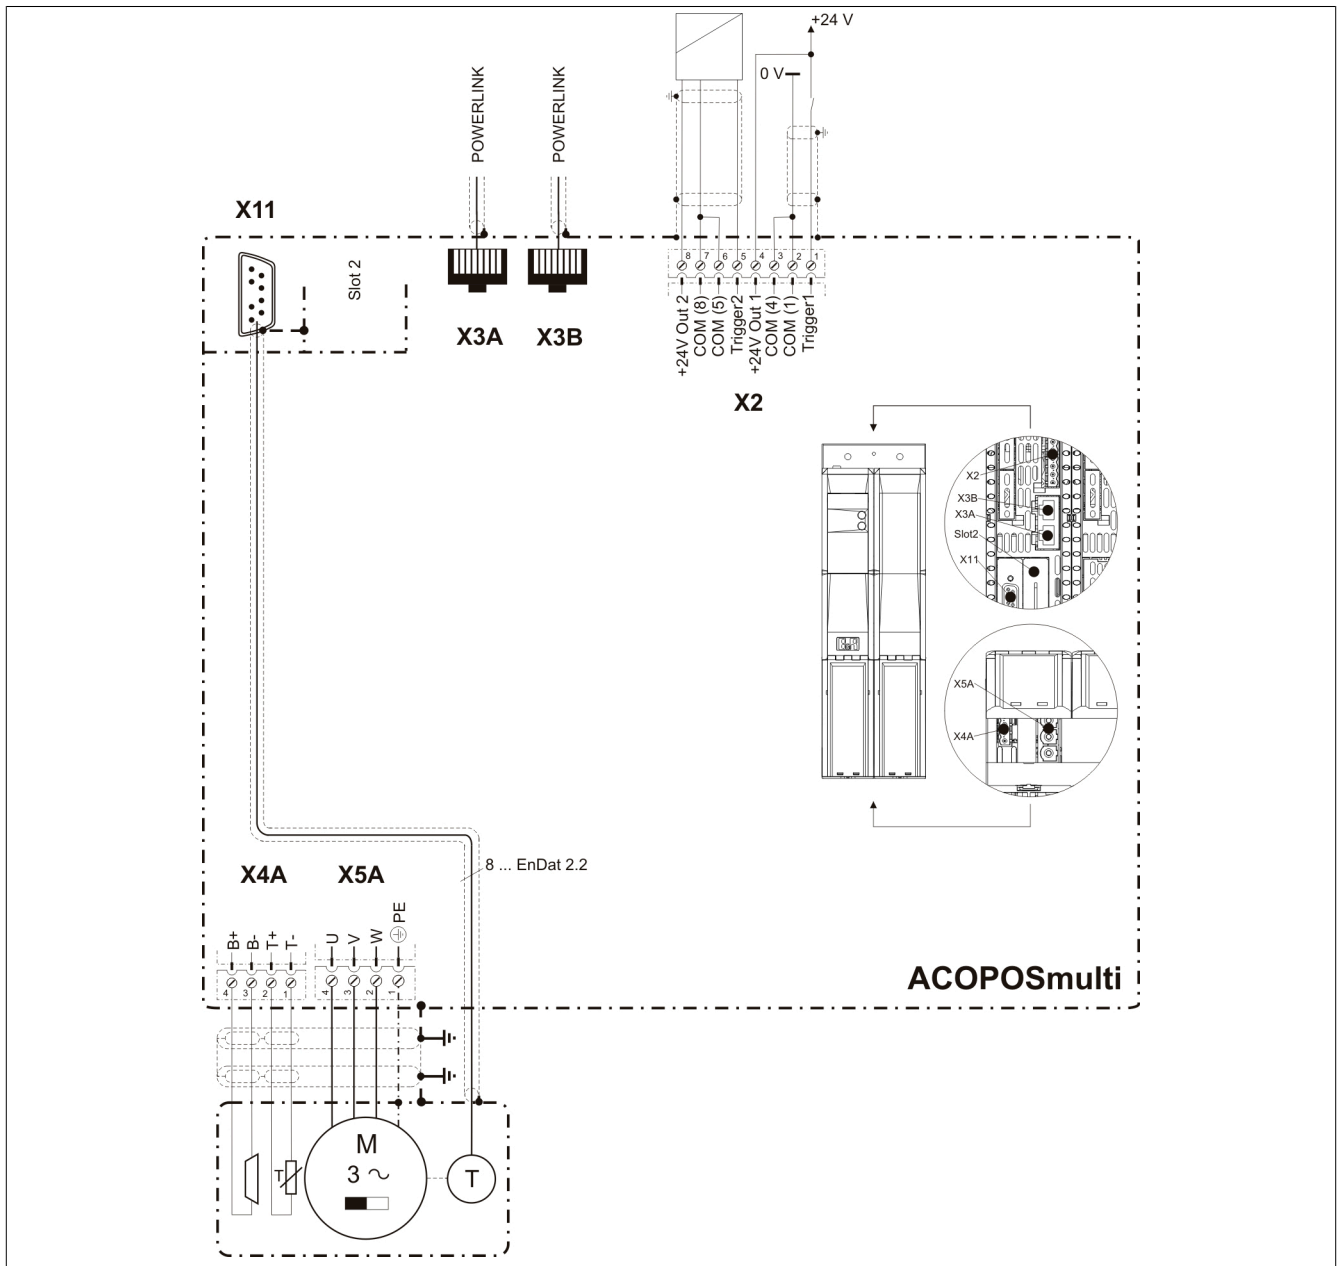 +24 V
0 V
POWERLINK
POWERLINK
X11
Slot 2
X3A
X3B
8 7 6 5 4 3 2 1
+24V Out 2
COM (8)
COM (5)
Trigger2
+24V Out 1
COM (4)
COM (1)
Trigger1
X2
X2
X3B
X3A
Slot2
X11
X5A
X4A
8 ... EnDat 2.2
X4A
X5A
B+
B-
T+
T-
U
V
W
PE
4 3 2 1
4 3 2 1
ACOPOSmulti
M
3 ~
T
T